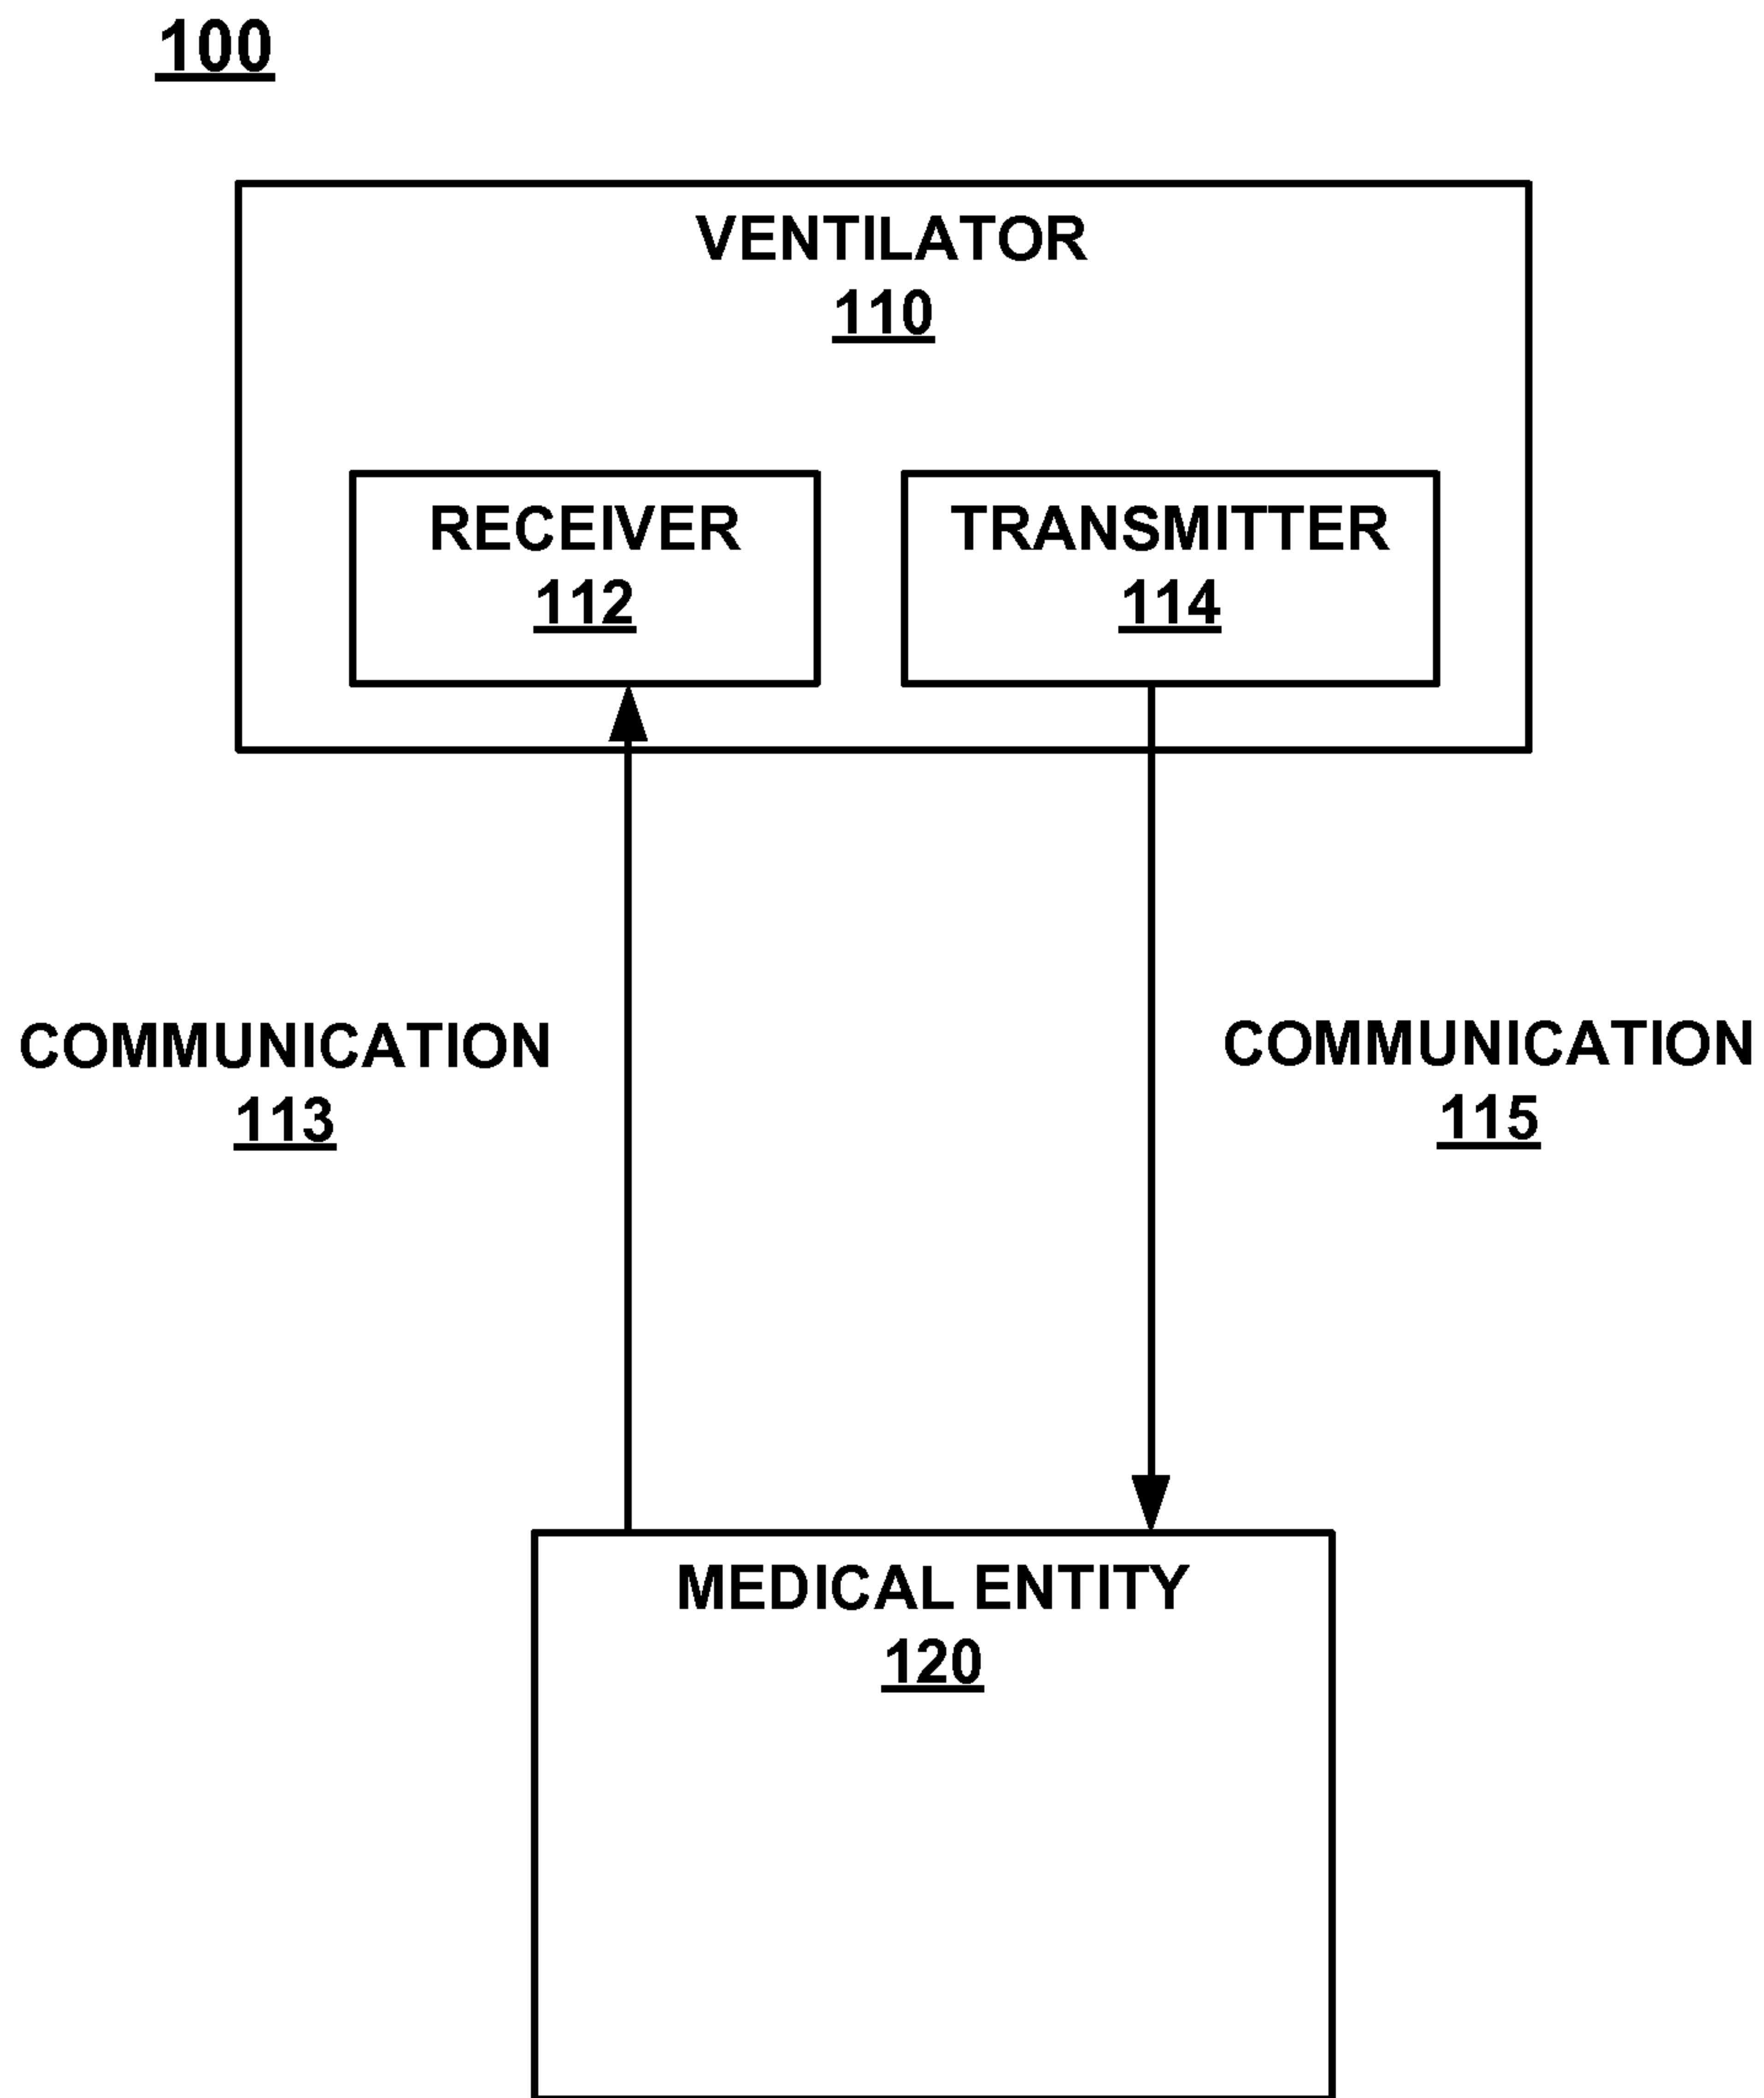 100
VENTILATOR
110
RECEIVER
112
TRANSMITTER
114
COMMUNICATION
113
COMMUNICATION
115
MEDICAL ENTITY
120